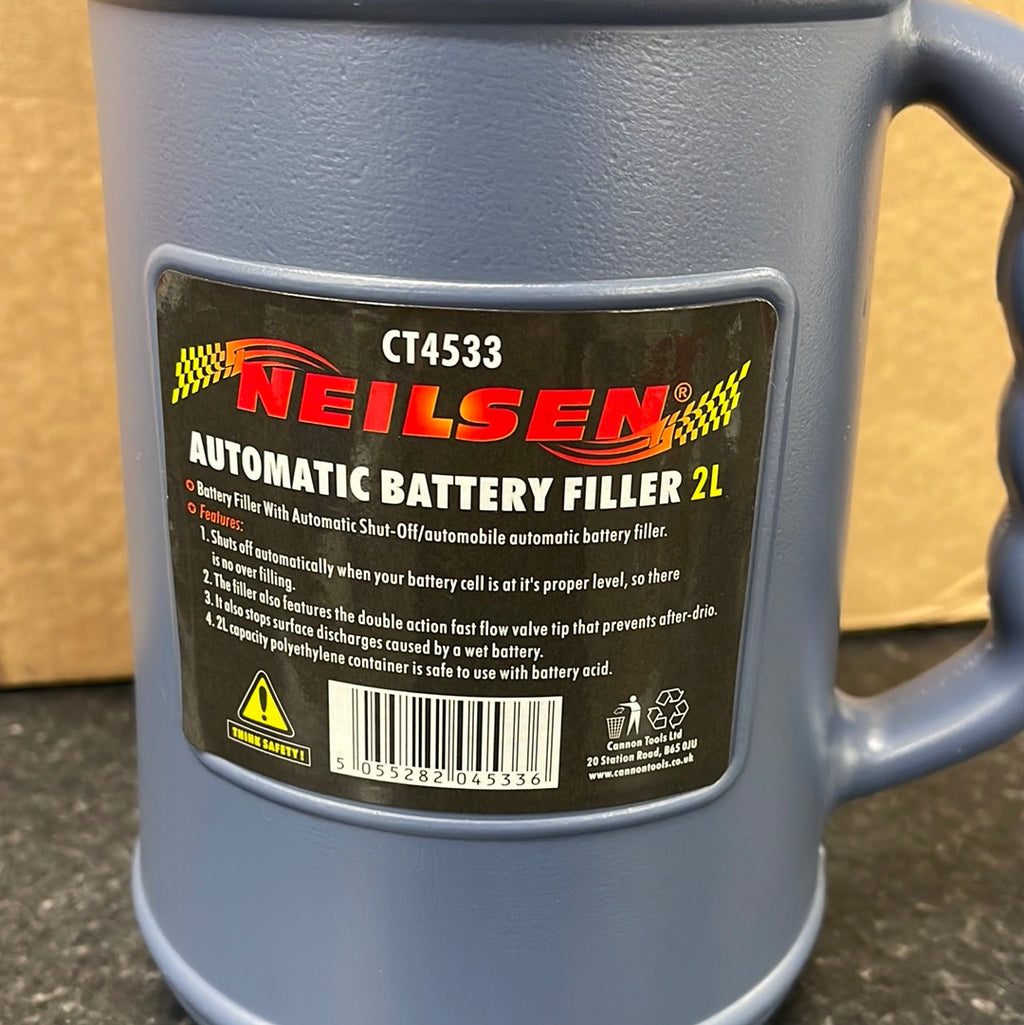 CT4533
NEILSEN®
AUTOMATIC BATTERY FILLER 2L
Battery Filler With Automatic Shut-Off/automobile automatic battery filler.
Features:
1. Shuts off automatically when your battery cell is at it's proper level, so there
is no over filling.
2. The filler also features the double action fast flow valve tip that prevents after-drio.
3. It also stops surface discharges caused by a wet battery.
4. 2L capacity polyethylene container is safe to use with battery acid.
THINK SAFETY!
5 055282 045336
Cannon Tools Ltd
20 Station Road, B65 0JU
www.cannontools.co.uk